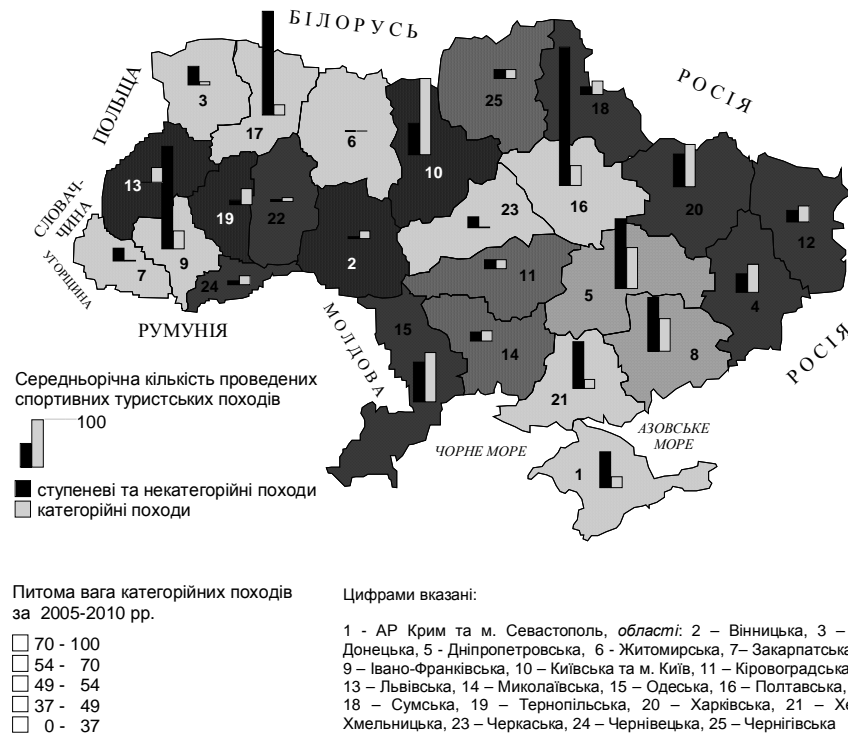 БІЛОРУСЬ
ПОЛЬЩА
РОСІЯ
3
17
6
25
18
10
13
19
22
2
23
16
20
12
СЛОВАЧ-
ЧИНА
УГОРЩИНА
7
9
24
11
5
4
РУМУНІЯ
МОЛДОВА
15
14
8
21
РОСІЯ
Середньорічна кількість проведених
спортивних туристських походів
100
ЧОРНЕ МОРЕ
АЗОВСЬКЕ
МОРЕ
1
ступеневі та некатегорійні походи
категорійні походи
Питома вага категорійних походів
за 2005-2010 рр.
70 - 100
54 - 70
49 - 54
37 - 49
0 - 37
Цифрами вказані:
1 - АР Крим та м. Севастополь, області: 2 – Вінницька, 3 –
Донецька, 5 - Дніпропетровська, 6 - Житомирська, 7– Закарпатська
9 – Івано-Франківська, 10 – Київська та м. Київ, 11 – Кіровоградська
13 – Львівська, 14 – Миколаївська, 15 – Одеська, 16 – Полтавська,
18 – Сумська, 19 – Тернопільська, 20 – Харківська, 21 – Хе
Хмельницька, 23 – Черкаська, 24 – Чернівецька, 25 – Чернігівська